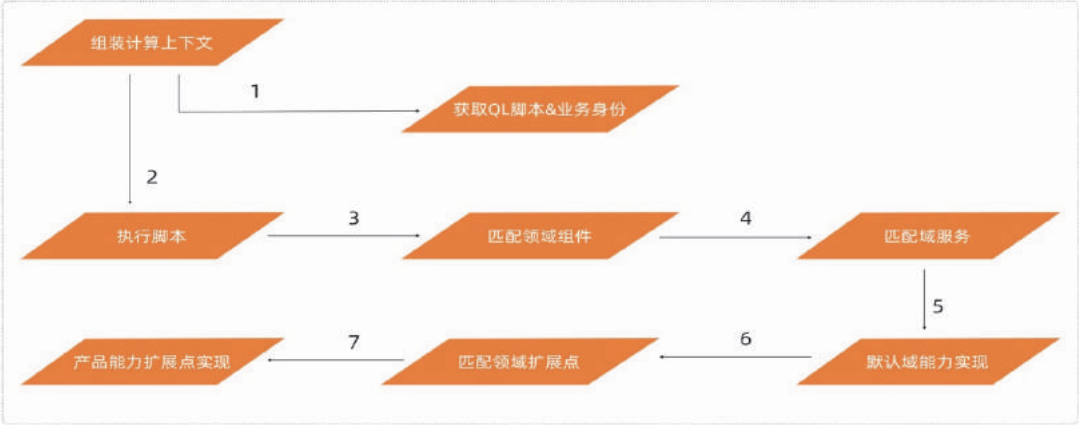 组装计算上下文
1
获取QL脚本&业务身份
2
执行脚本
3
匹配领域组件
4
匹配域服务
5
产品能力扩展点实现
7
匹配领域扩展点
6
默认域能力实现